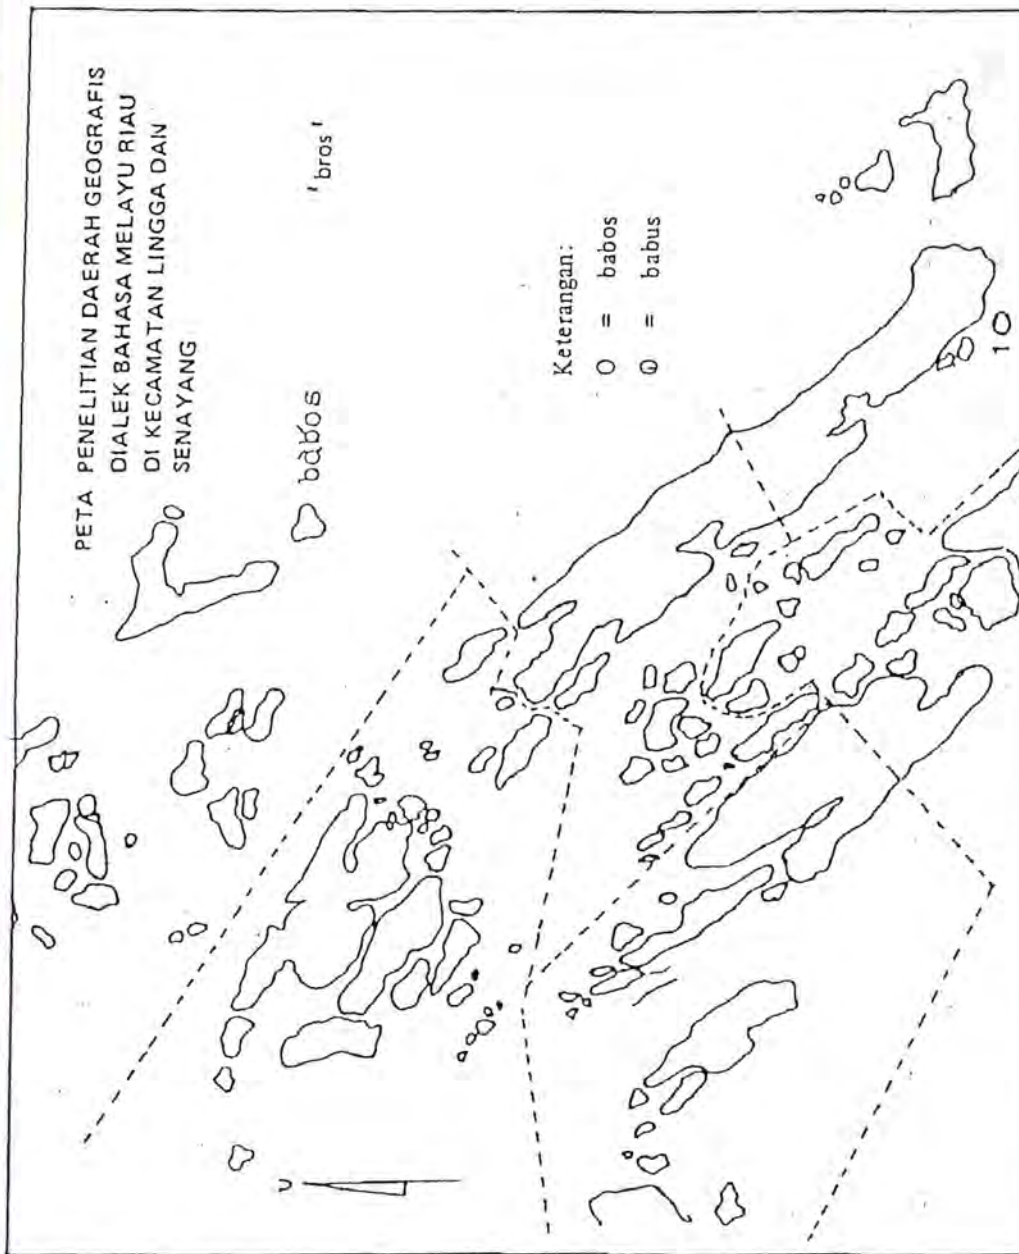 PETA PENELITIAN DAERAH GEOGRAFIS
DIALEK BAHASA MELAYU RIAU
DI KECAMATAN LINGGA DAN
SENAYANG
babos
'bros'
Keterangan:
O = babos
= babus
10